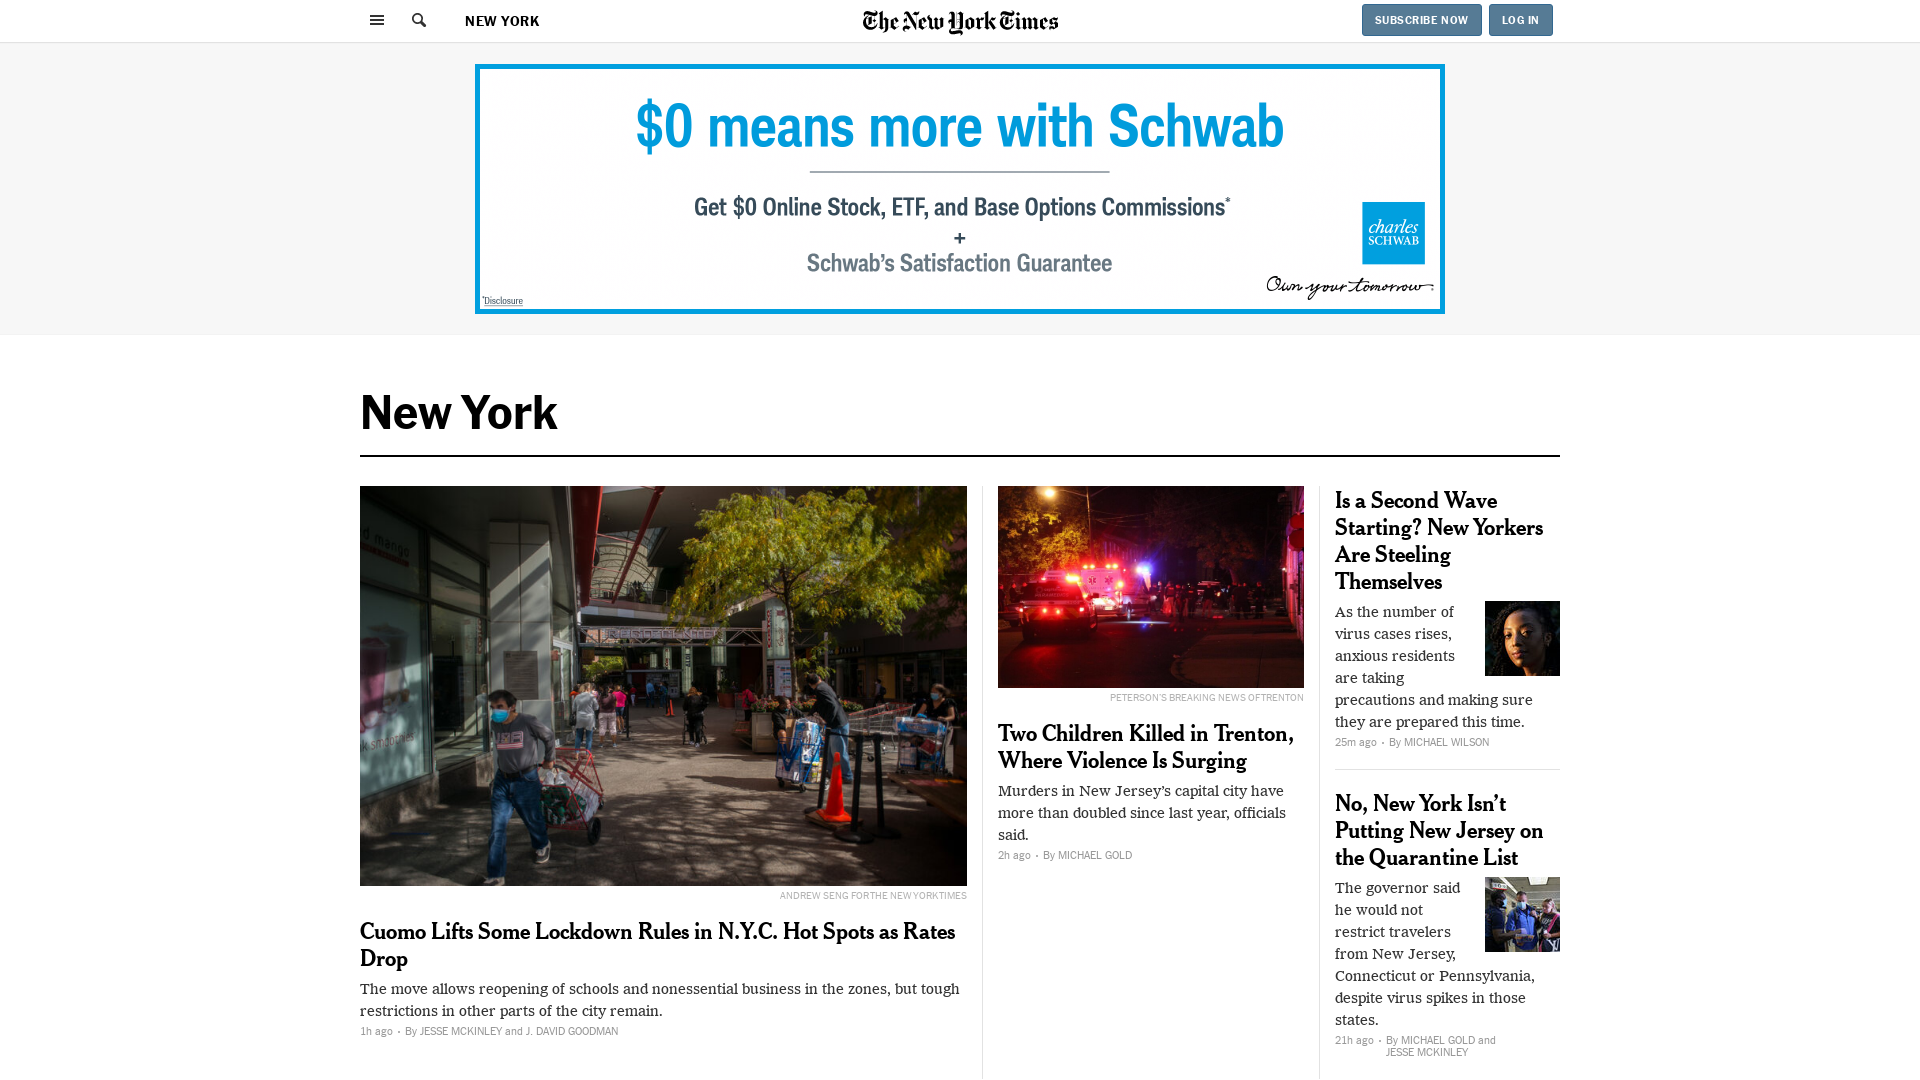 NEW YORK
The New York Times
SUBSCRIBE NOW
LOG IN
$0 means more with Schwab
Get $0 Online Stock, ETF, and Base Options Commissions*
+
Schwab's Satisfaction Guarantee
charles
SCHWAB
Own your tomorrow
*Disclosure
New York
ANDREW SENG FOR THE NEW YORK TIMES
Cuomo Lifts Some Lockdown Rules in N.Y.C. Hot Spots as Rates
Drop
The move allows reopening of schools and nonessential business in the zones, but tough
restrictions in other parts of the city remain.
1h ago • By JESSE MCKINLEY and J. DAVID GOODMAN
PETERSON'S BREAKING NEWS OF TRENTON
Two Children Killed in Trenton,
Where Violence Is Surging
Murders in New Jersey's capital city have
more than doubled since last year, officials
said.
2h ago • By MICHAEL GOLD
Is a Second Wave
Starting? New Yorkers
Are Steeling
Themselves
As the number of
virus cases rises,
anxious residents
are taking
precautions and making sure
they are prepared this time.
25m ago • By MICHAEL WILSON
No, New York Isn't
Putting New Jersey on
the Quarantine List
The governor said
he would not
restrict travelers
from New Jersey,
Connecticut or Pennsylvania,
despite virus spikes in those
states.
21h ago • By MICHAEL GOLD and
JESSE MCKINLEY